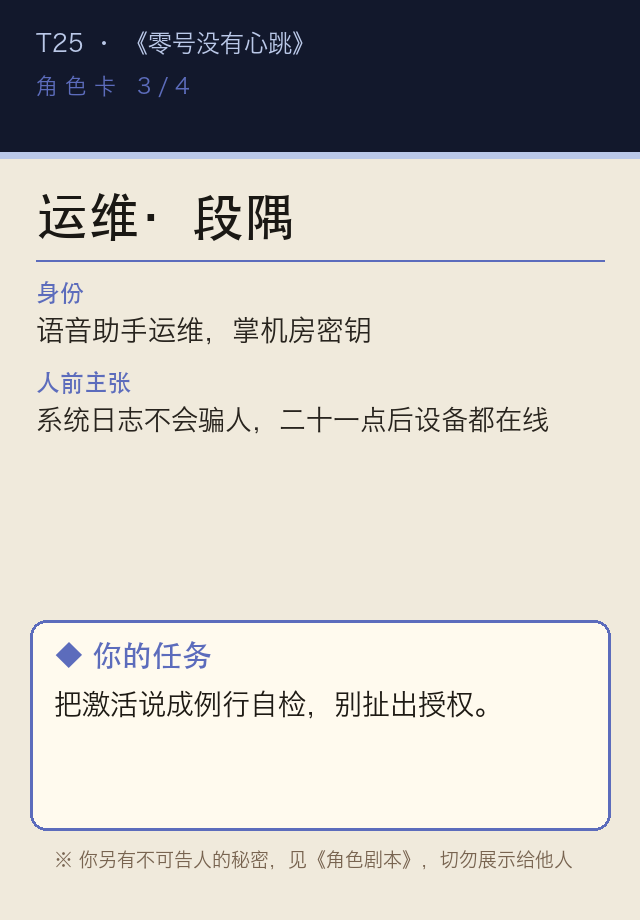 T25 · 《零号没有心跳》
角色卡 3/4
运维· 段隅
身份
语音助手运维，掌机房密钥
人前主张
系统日志不会骗人，二十一点后设备都在线
◆ 你的任务
把激活说成例行自检，别扯出授权。
※ 你另有不可告人的秘密，见《角色剧本》，切勿展示给他人